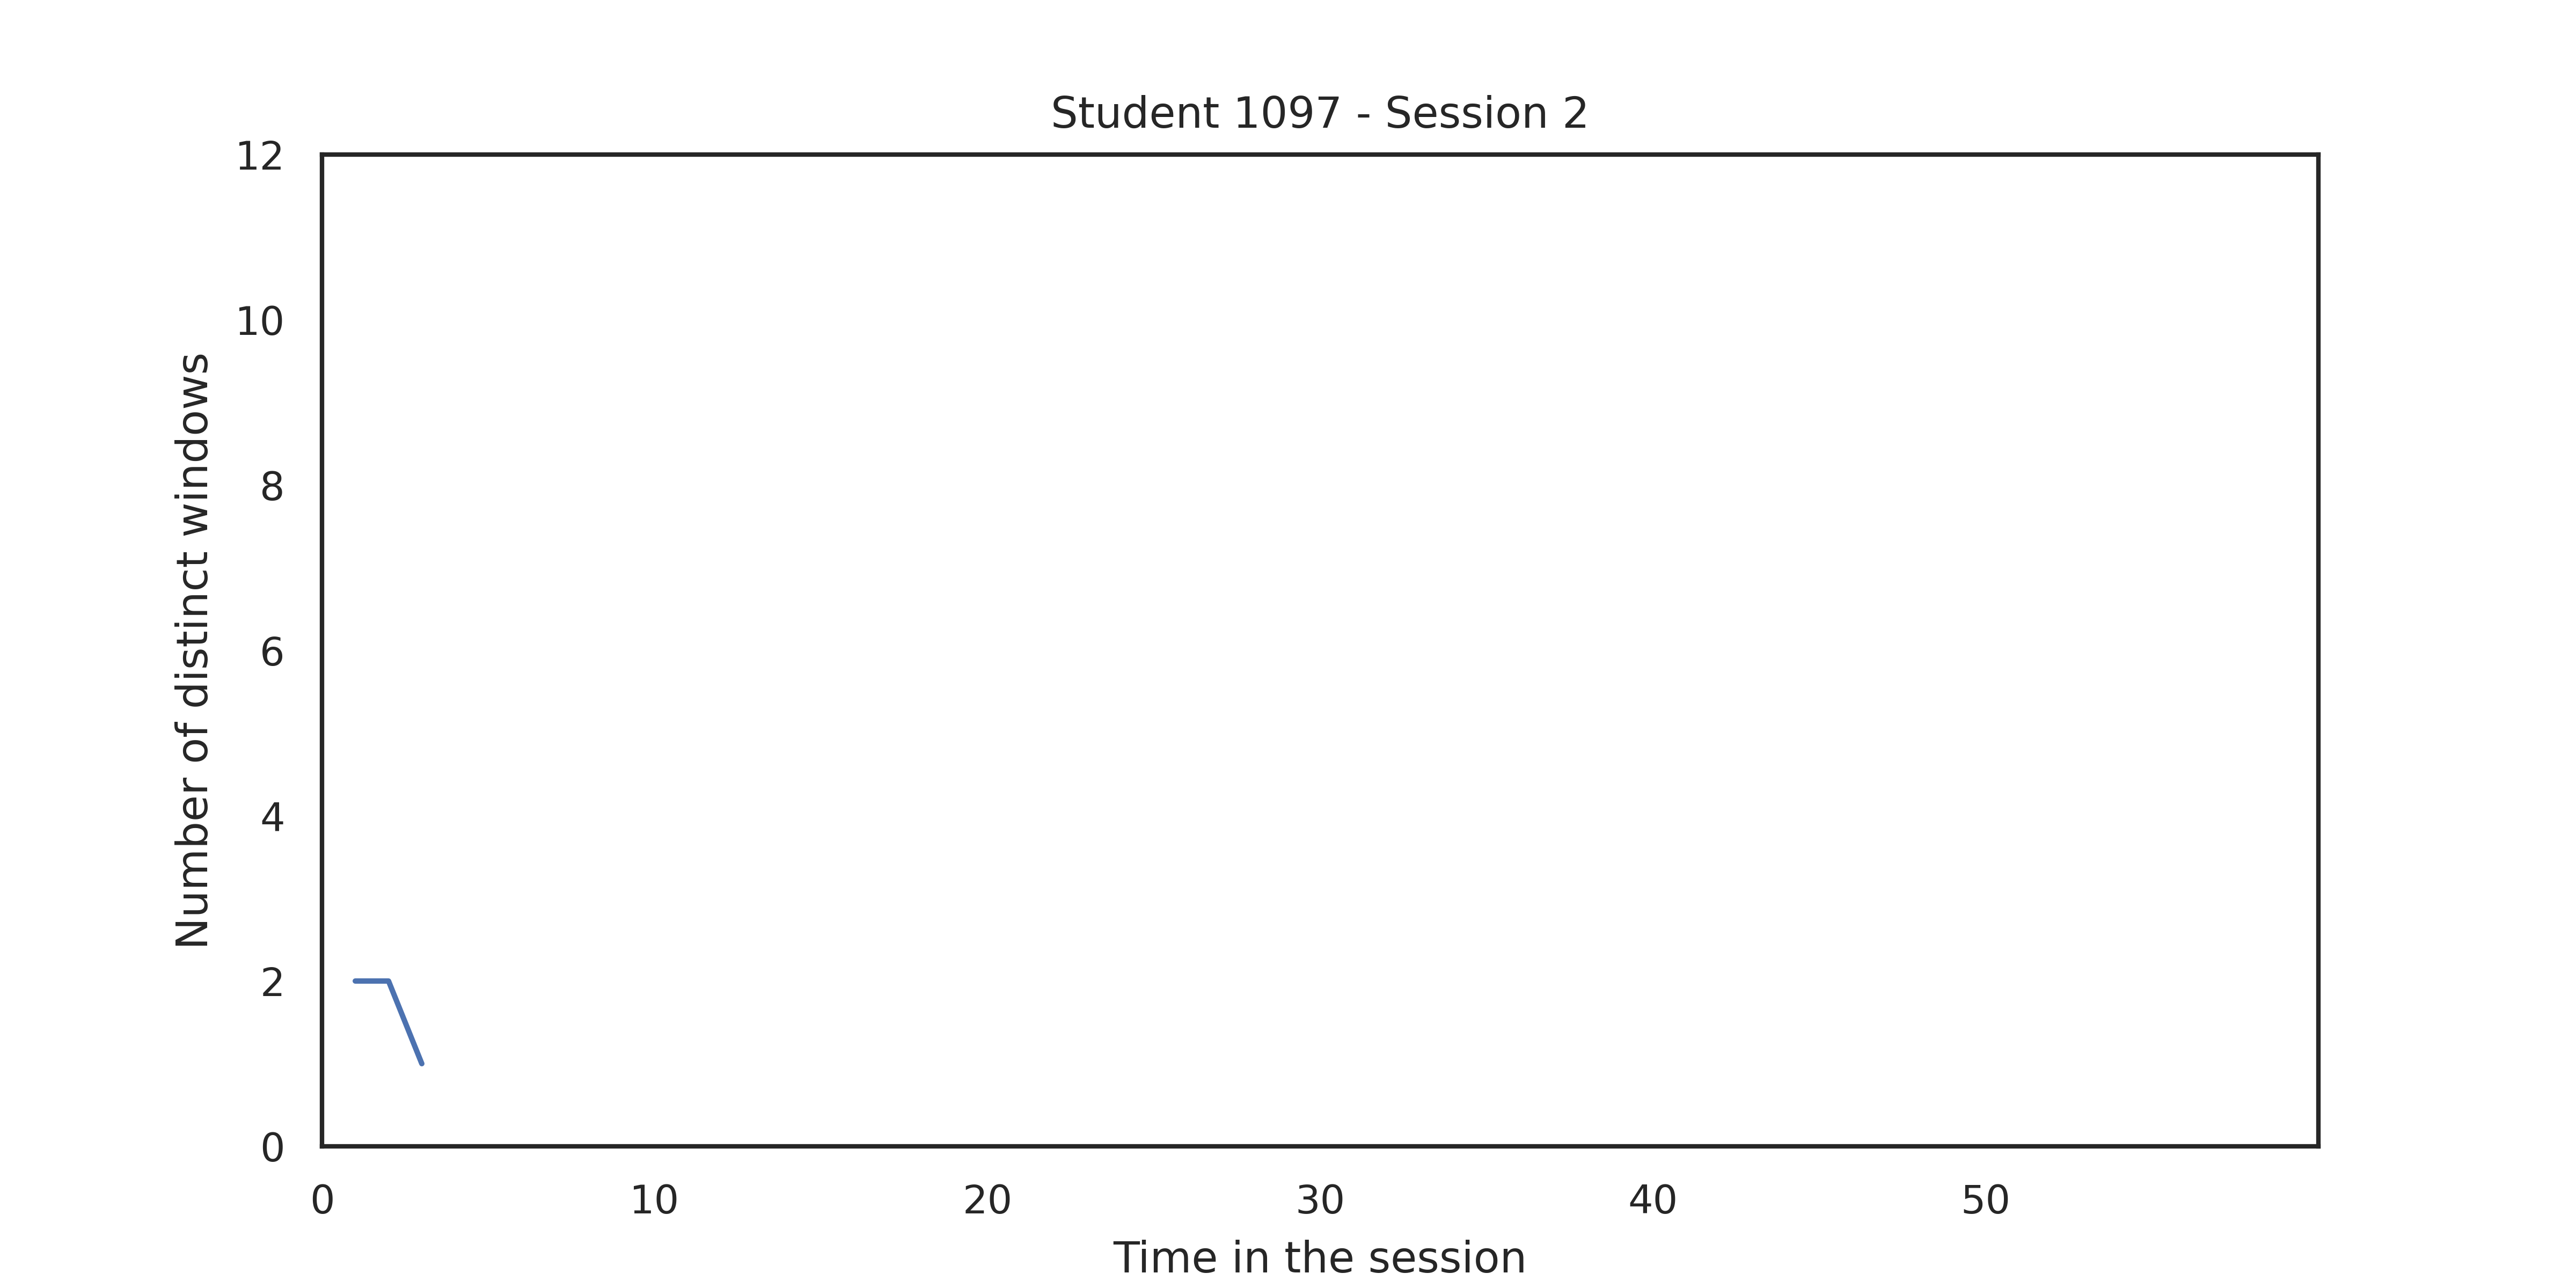 Student 1097 - Session 2
12
10
8
6
4
2
0
Number of distinct windows
0 10 20 30 40 50
Time in the session